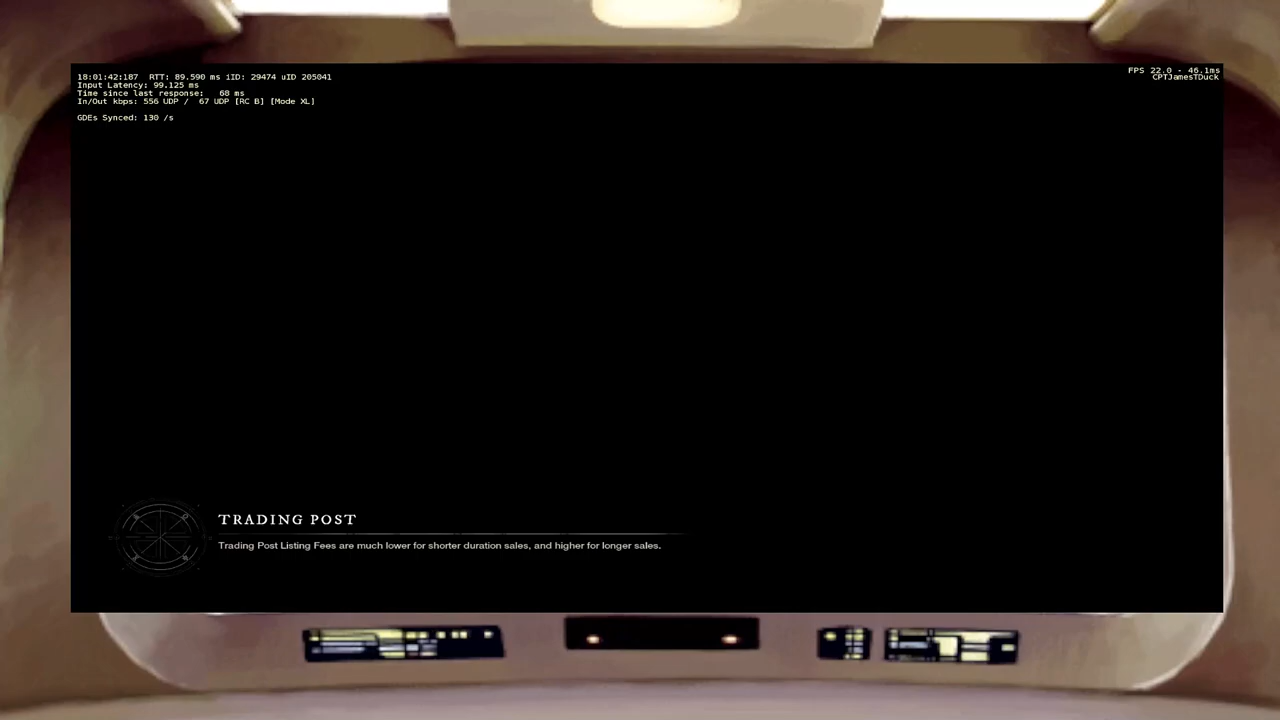 18:01:42:187 RTT: 89.590 ms iID: 29474 uID 205041
Input Latency: 99.125 ms
Time since last response: 68 ms
In/Out kbps: 556 UDP / 67 UDP [RC B] [Mode XL]
GDEs Synced: 130 /s
FPS 22.0 - 46.1ms
CPTJamesTDuck
TRADING POST
Trading Post Listing Fees are much lower for shorter duration sales, and higher for longer sales.